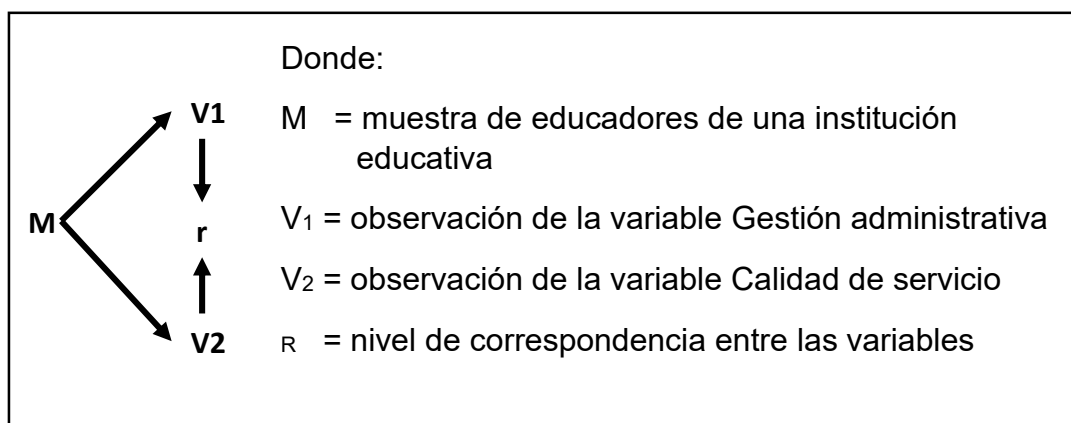 Donde:
V1
M = muestra de educadores de una institución
educativa
M
r
V1 = observación de la variable Gestión administrativa
V2 = observación de la variable Calidad de servicio
V2
R = nivel de correspondencia entre las variables